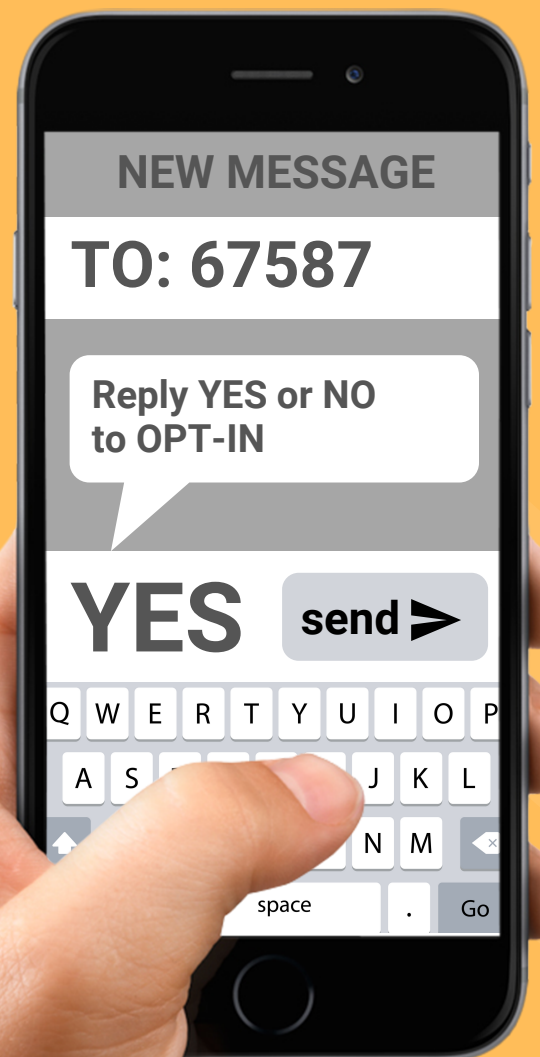 NEW MESSAGE
TO: 67587
Reply YES or NO
to OPT-IN
YES
send
Q W E R T Y U I O P
A S J K L
N M
space . Go